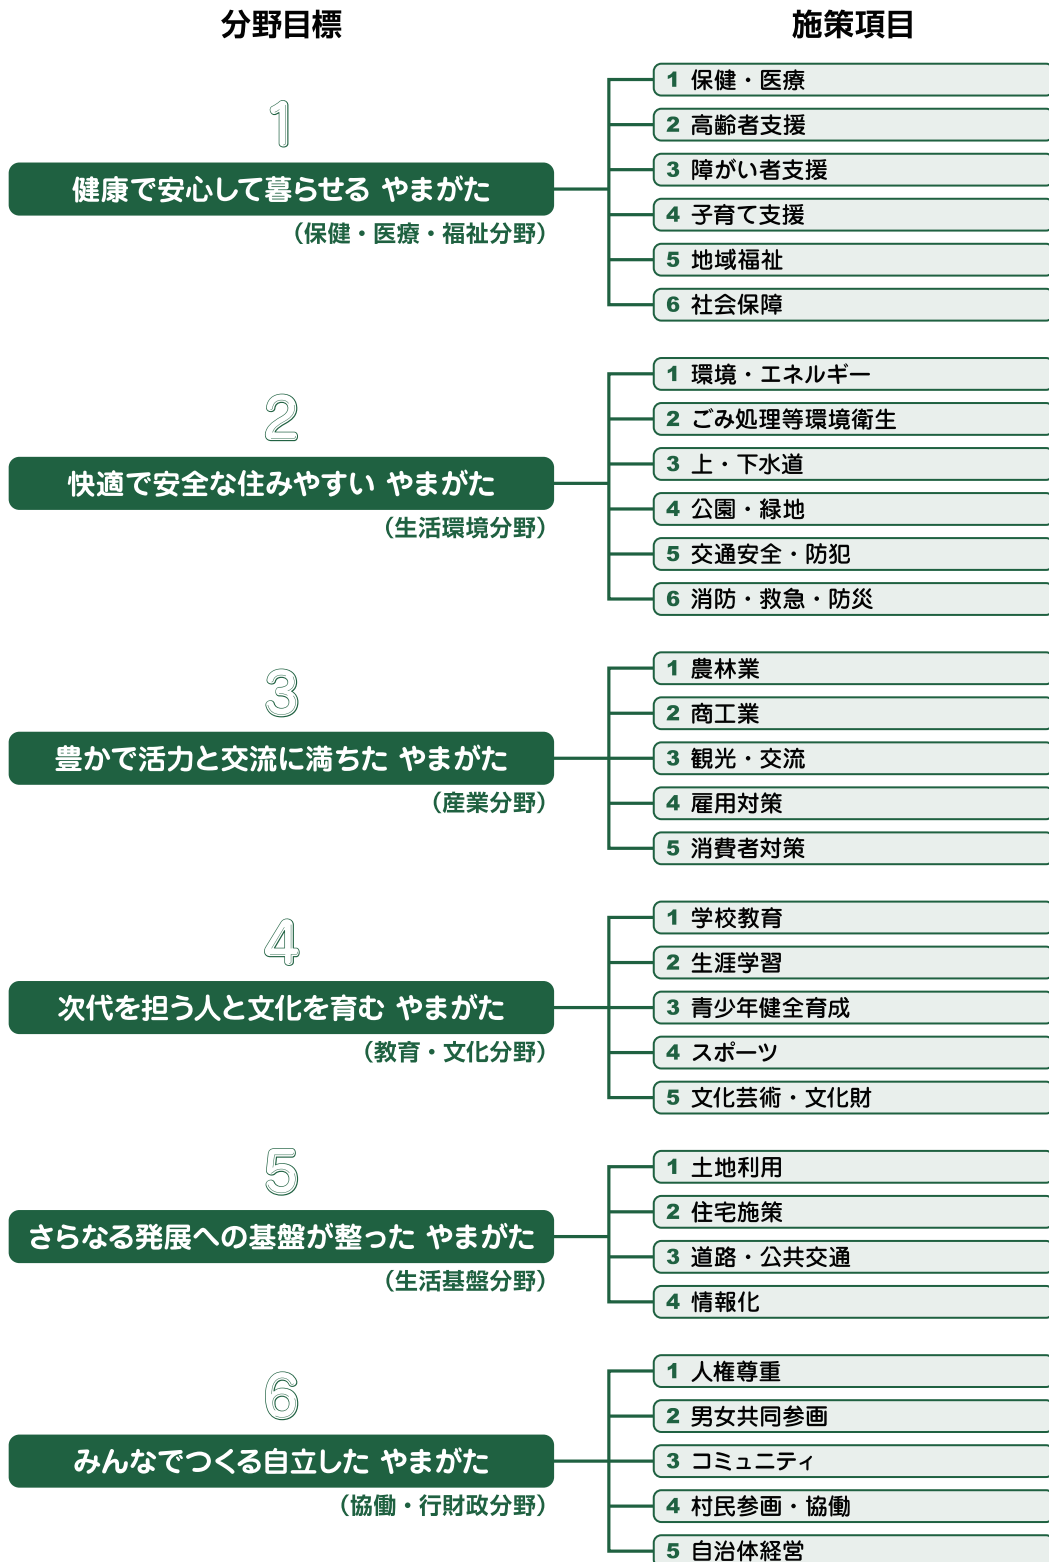 分野目標
施策項目
1
健康で安心して暮らせる やまがた
（保健・医療・福祉分野）
1 保健・医療
2 高齢者支援
3 障がい者支援
4 子育て支援
5 地域福祉
6 社会保障
2
快適で安全な住みやすい やまがた
（生活環境分野）
1 環境・エネルギー
2 ごみ処理等環境衛生
3 上・下水道
4 公園・緑地
5 交通安全・防犯
6 消防・救急・防災
3
豊かで活力と交流に満ちた やまがた
（産業分野）
1 農林業
2 商工業
3 観光・交流
4 雇用対策
5 消費者対策
4
次代を担う人と文化を育む やまがた
（教育・文化分野）
1 学校教育
2 生涯学習
3 青少年健全育成
4 スポーツ
5 文化芸術・文化財
5
さらなる発展への基盤が整った やまがた
（生活基盤分野）
1 土地利用
2 住宅施策
3 道路・公共交通
4 情報化
6
みんなでつくる自立した やまがた
（協働・行財政分野）
1 人権尊重
2 男女共同参画
3 コミュニティ
4 村民参画・協働
5 自治体経営